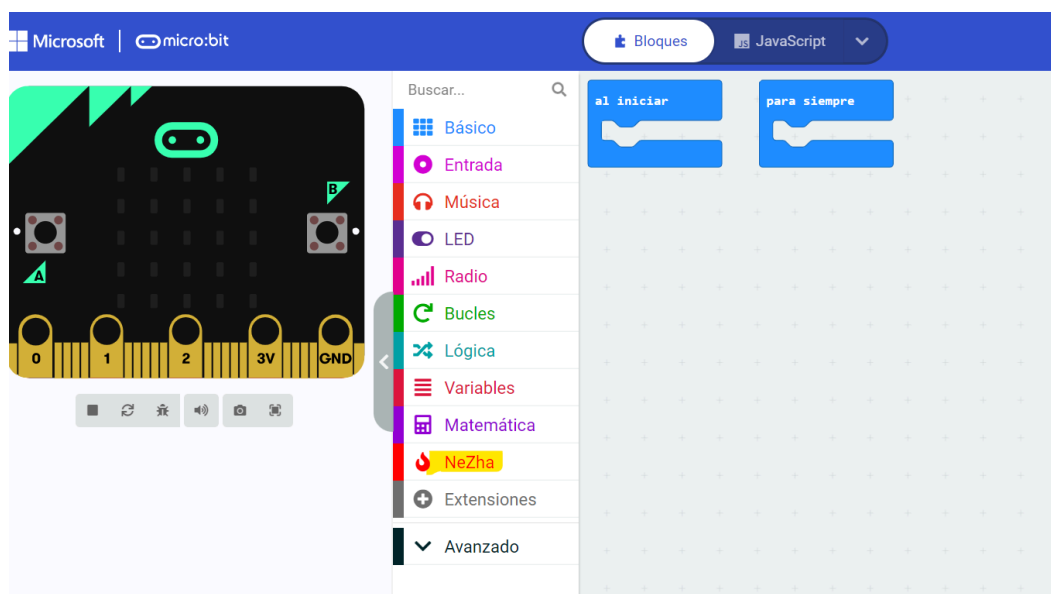 Microsoft micro:bit
Bloques
JS JavaScript
Buscar...
Básico
Entrada
Música
LED
Radio
Bucles
Lógica
Variables
Matemática
NeZha
Extensiones
Avanzado
al iniciar
para siempre
B
A
0 1 2 3V GND